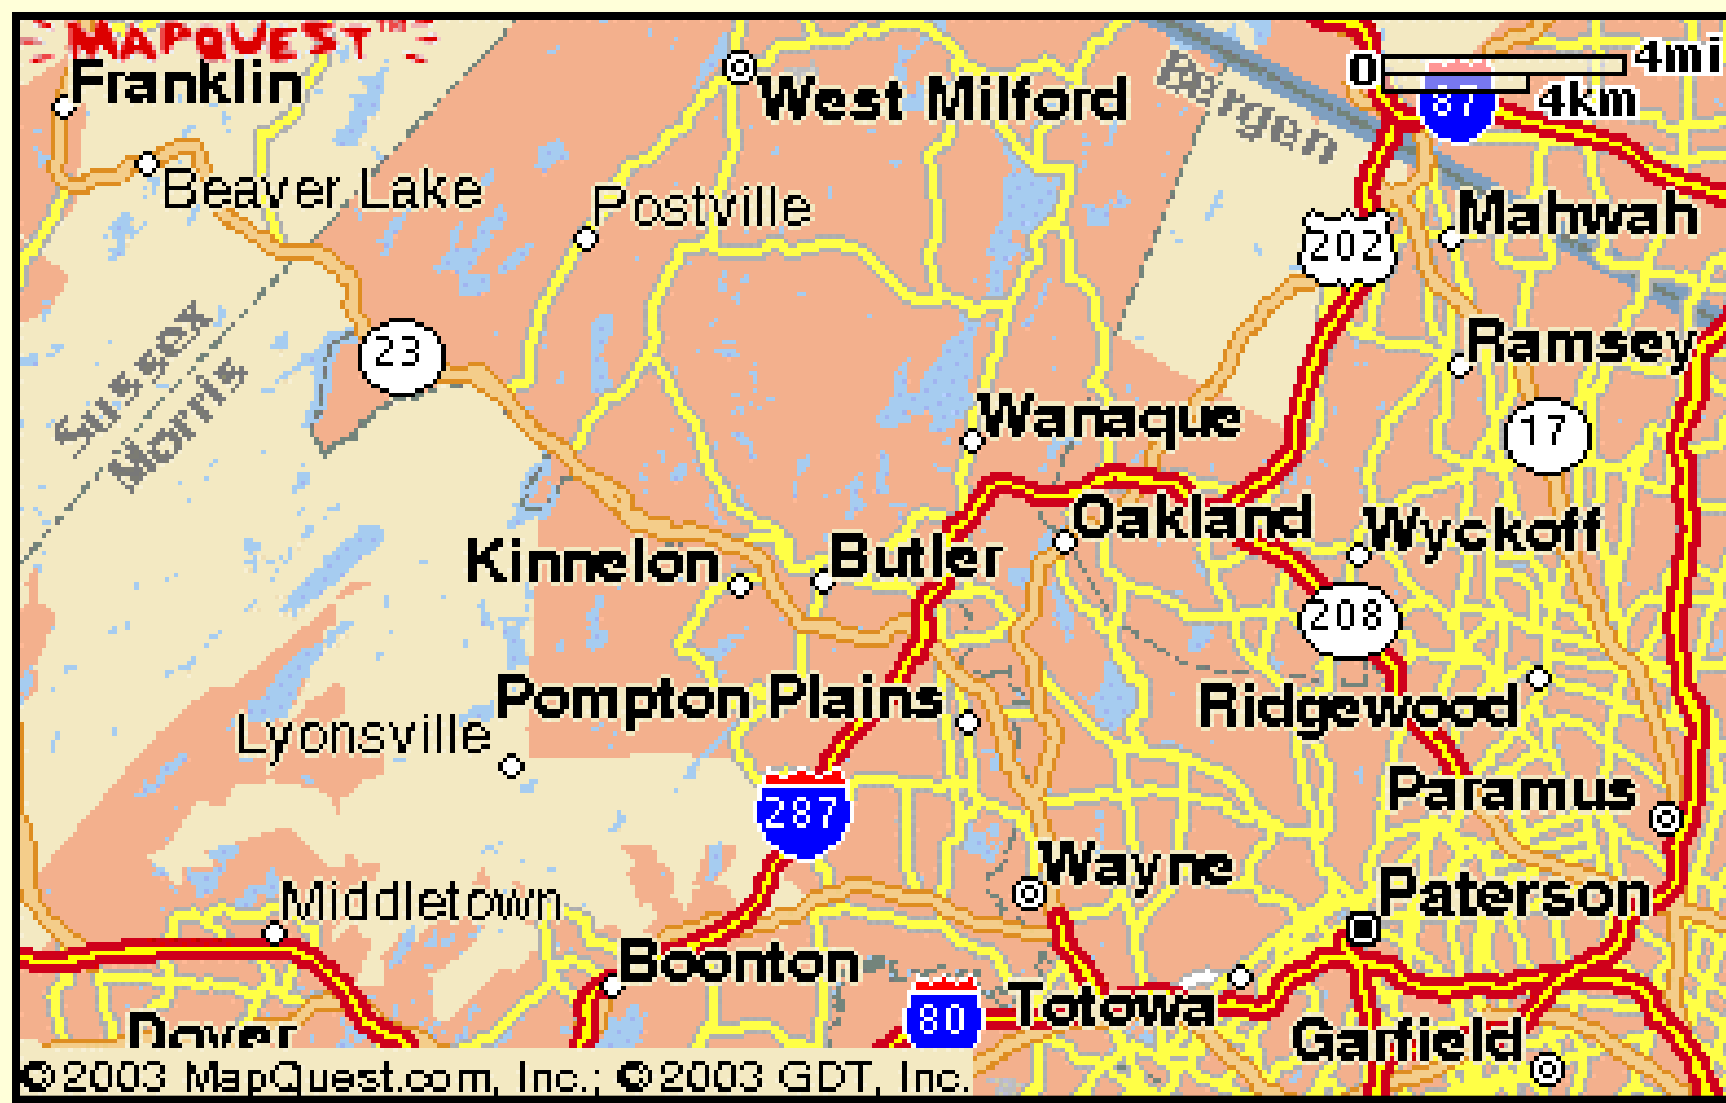 MAPQUEST™
0 4mi
4km
Franklin
West Milford
Bergen
87
Beaver Lake
Postville
Mahwah
202
Sussex
Morris
23
Ramsey
Wanaque
17
Oakland
Wyckoff
Kinnelon
Butler
208
Pompton Plains
Ridgewood
Lyonsville
287
Paramus
Wayne
Middletown
Paterson
Boonton
80
Totowa
Dover
Garfield
©2003 MapQuest.com, Inc.; ©2003 GDT, Inc.